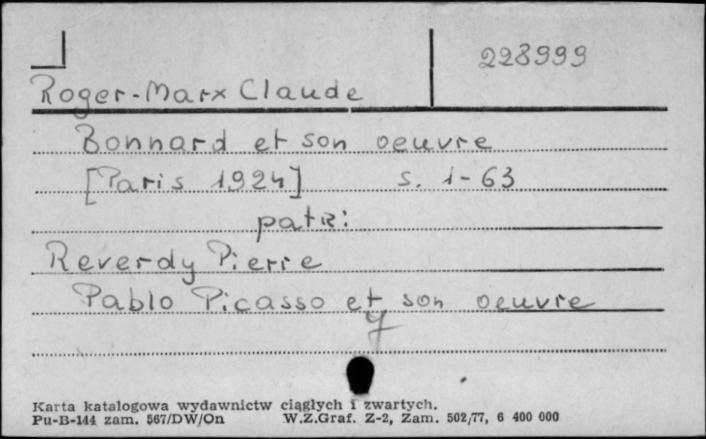 228999
Roger-Marx Claude
Bonnard et son oeuvre
[Paris 1924] s. 1-63
patrz:
Reverdy Pierre
Pablo Picasso et son oeuvre
Karta katalogowa wydawnictw ciągłych i zwartych.
Pu-B-144 zam. 567/DW/On W.Z.Graf. Z-2, Zam. 502/77, 6 400 000